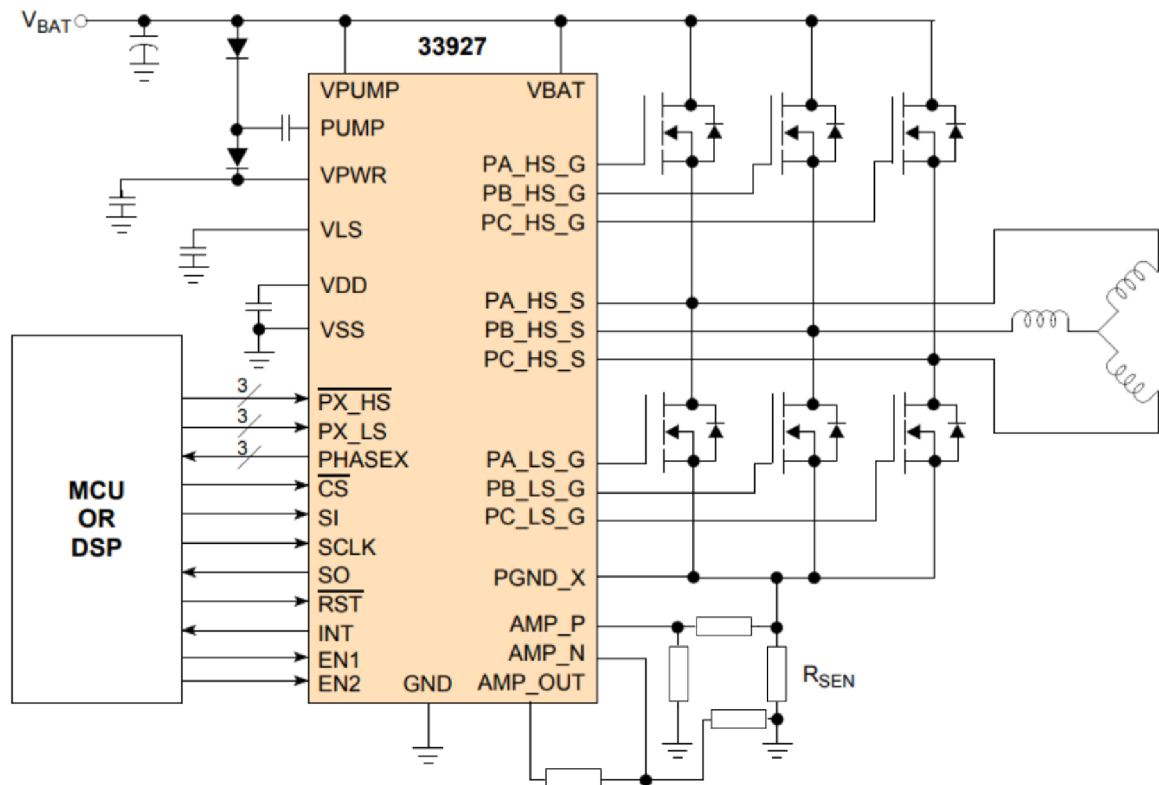 V_BAT
33927
VPUMP
VBAT
PUMP
VPWR
VLS
VDD
VSS
PA_HS_G
PB_HS_G
PC_HS_G
PA_HS_S
PB_HS_S
PC_HS_S
MCU
OR
DSP
3
3
3
PX_HS
PX_LS
PHASEX
CS
SI
SCLK
SO
RST
INT
EN1
EN2
GND
PA_LS_G
PB_LS_G
PC_LS_G
PGND_X
AMP_P
AMP_N
AMP_OUT
R_SEN